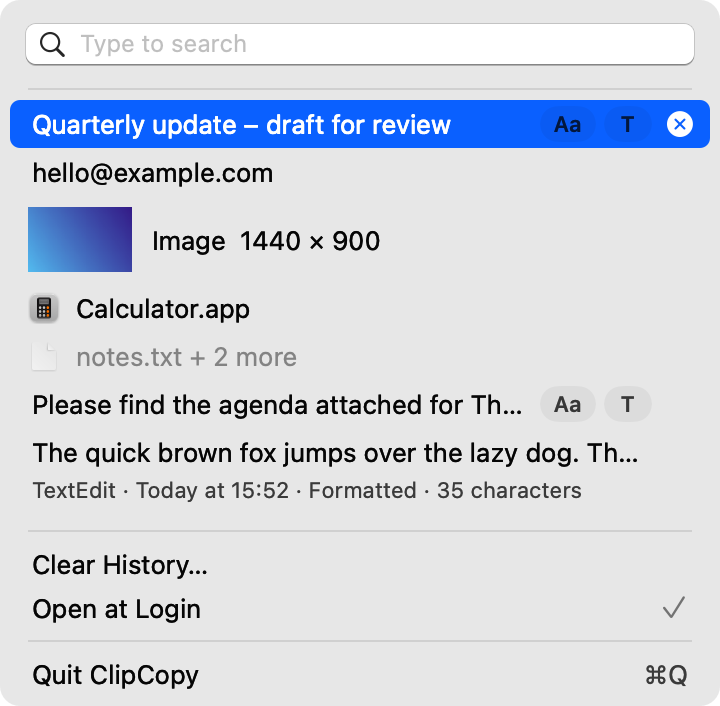 Type to search
Quarterly update – draft for review Aa T
hello@example.com
Image 1440 × 900
Calculator.app
notes.txt + 2 more
Please find the agenda attached for Th... Aa T
The quick brown fox jumps over the lazy dog. Th...
TextEdit · Today at 15:52 · Formatted · 35 characters
Clear History...
Open at Login
Quit ClipCopy ⌘Q